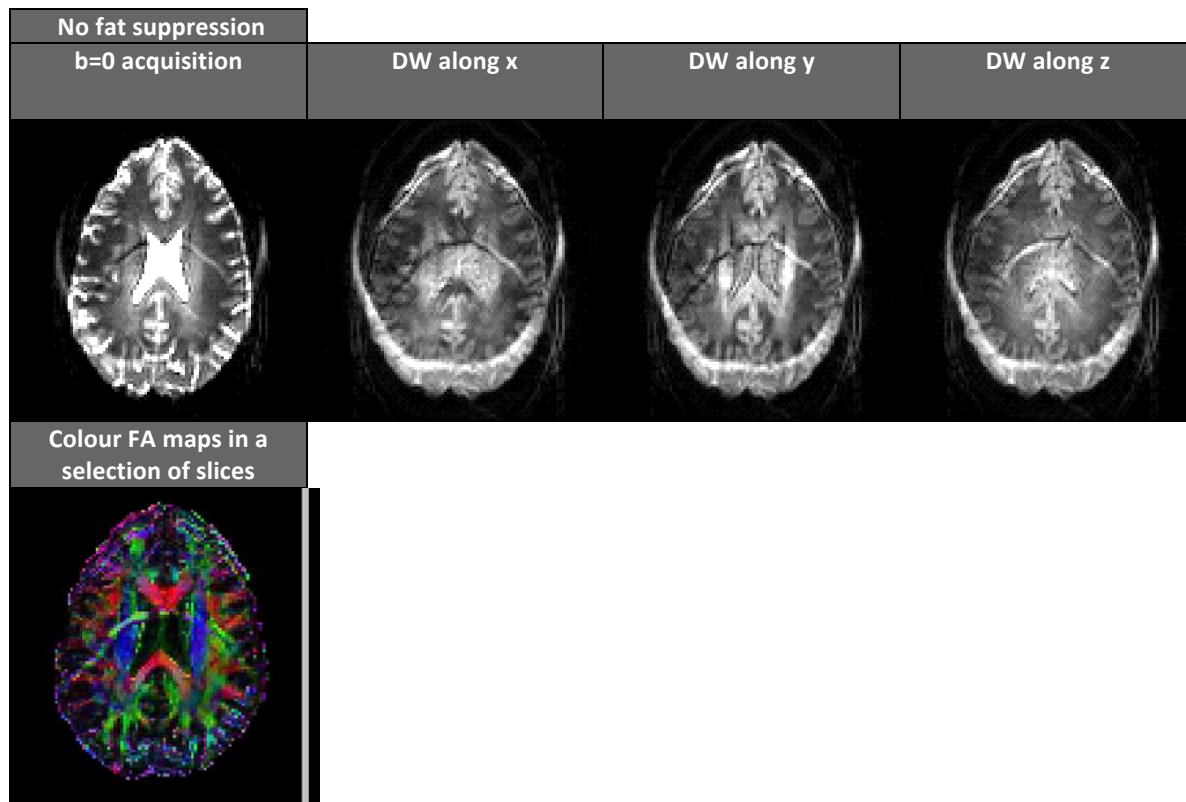 No fat suppression
b=0 acquisition
DW along x
DW along y
DW along z
Colour FA maps in a
selection of slices